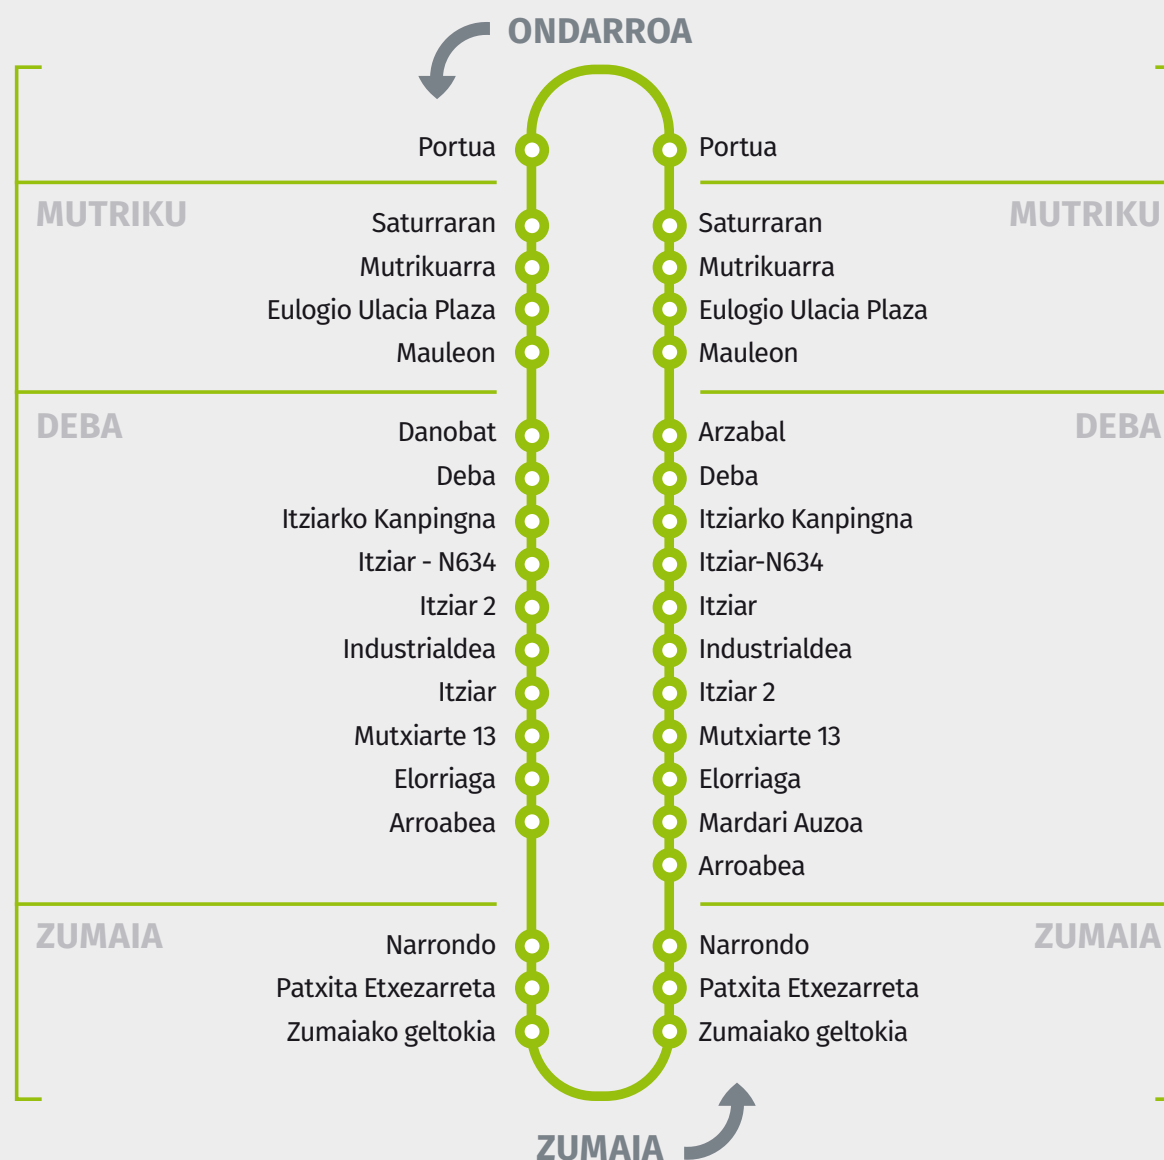 ONDARROA
Portua
MUTRIKU
Saturraran
Mutrikuarra
Eulogio Ulacia Plaza
Mauleon
DEBA
Danobat
Deba
Itziarko Kanpingna
Itziar - N634
Itziar 2
Industrialdea
Itziar
Mutxiarte 13
Elorriaga
Arroabea
ZUMAIA
Narrondo
Patxita Etxezarreta
Zumaiako geltokia
Portua
MUTRIKU
Saturraran
Mutrikuarra
Eulogio Ulacia Plaza
Mauleon
DEBA
Arzabal
Deba
Itziarko Kanpingna
Itziar-N634
Itziar
Industrialdea
Itziar 2
Mutxiarte 13
Elorriaga
Mardari Auzoa
Arroabea
ZUMAIA
Narrondo
Patxita Etxezarreta
Zumaiako geltokia
ZUMAIA